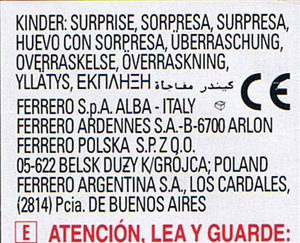 KINDER: SURPRISE, SORPRESA, SURPRESA,
HUEVO CON SORPRESA, ÜBERRASCHUNG,
OVERRASKELSE, ÖVERRASKNING,
YLLÄTYS, ΕΚΠΛΗΞΗ كيندر مفاجأة CE
FERRERO S.p.A. ALBA - ITALY
FERRERO ARDENNES S.A.-B-6700 ARLON
FERRERO POLSKA S.P.Z O.O.
05-622 BELSK DUZY K/GRÓJCA; POLAND
FERRERO ARGENTINA S.A., LOS CARDALES,
(2814) Pcia. DE BUENOS AIRES
E ATENCIÓN, LEA Y GUARDE: